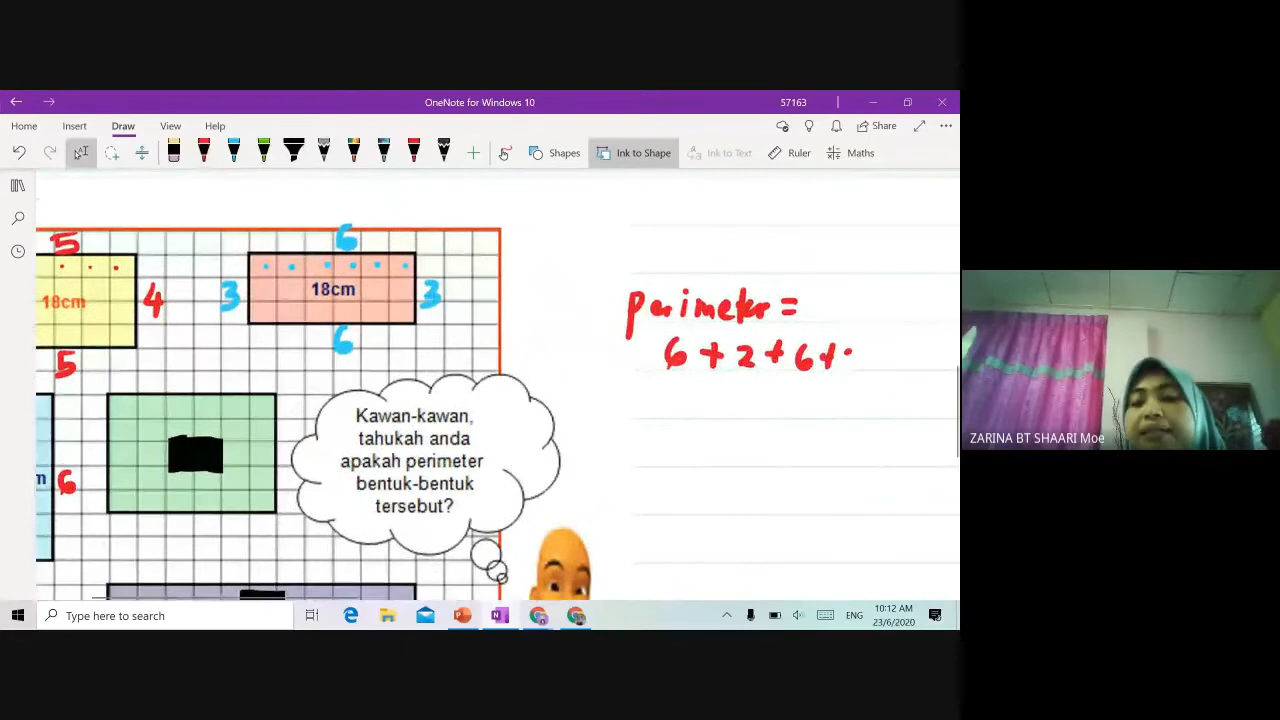 OneNote for Windows 10
57163
Home Insert Draw View Help
Share
Shapes
Ink to Shape
Ink to Text
Ruler
Maths
5
18cm
4
5
6
3
18cm
3
6
perimeter =
6 + 2 + 6 +
m
6
Kawan-kawan,
tahukah anda
apakah perimeter
bentuk-bentuk
tersebut?
ZARINA BT SHAARI Moe
Type here to search
ENG
10:12 AM
23/6/2020